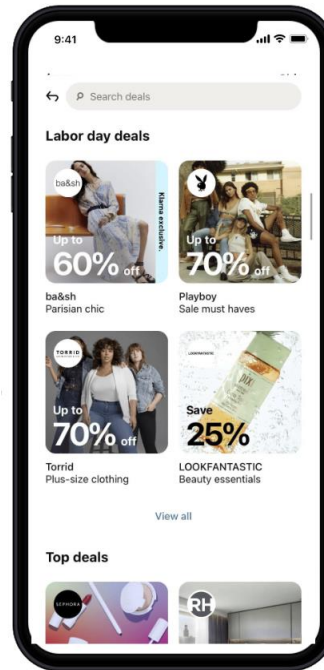 9:41
Search deals
Labor day deals
ba&sh
Klarna exclusive.
Up to
60% off
Up to
70% off
ba&sh
Parisian chic
Playboy
Sale must haves
TORRID
Up to
70% off
LOOKFANTASTIC
pixi
Save
25%
Torrid
Plus-size clothing
LOOKFANTASTIC
Beauty essentials
View all
Top deals
SEPHORA
RH